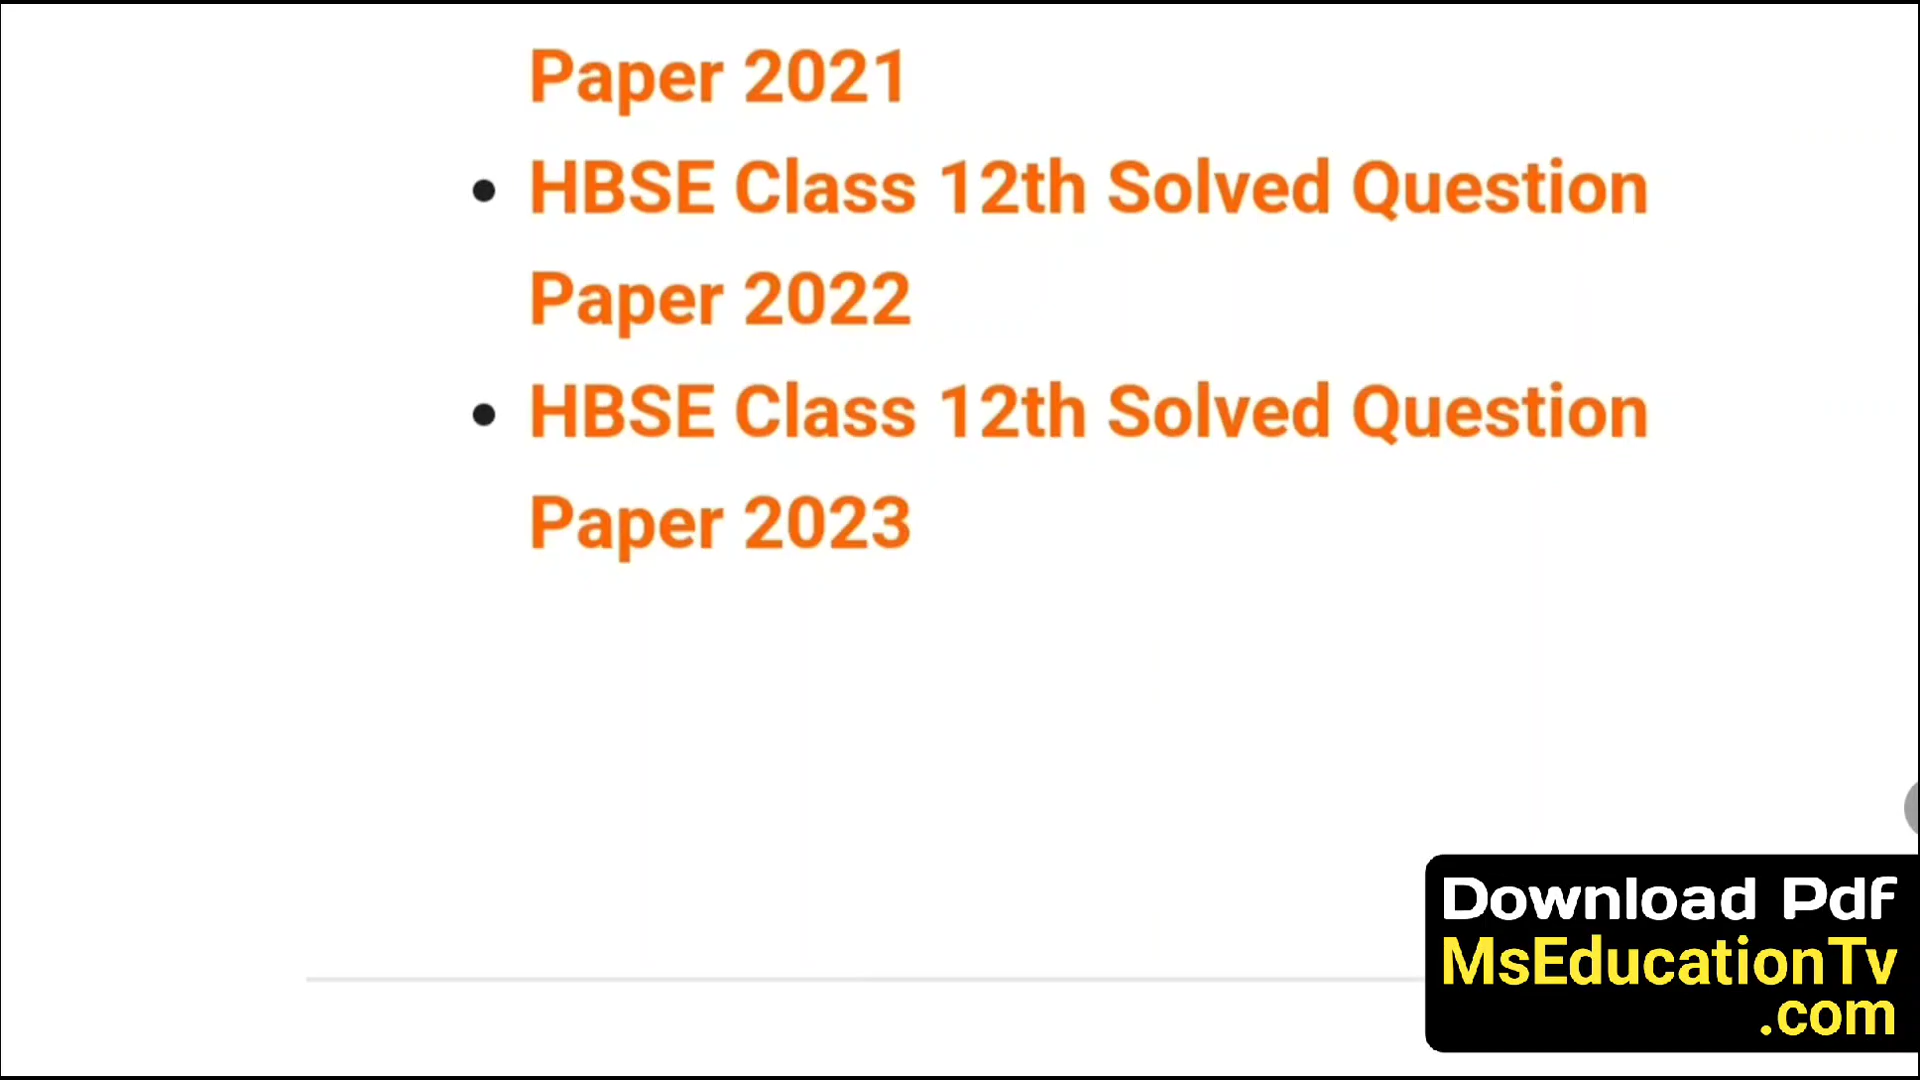 Paper 2021
• HBSE Class 12th Solved Question
Paper 2022
• HBSE Class 12th Solved Question
Paper 2023
Download Pdf
MsEducationTv
.com